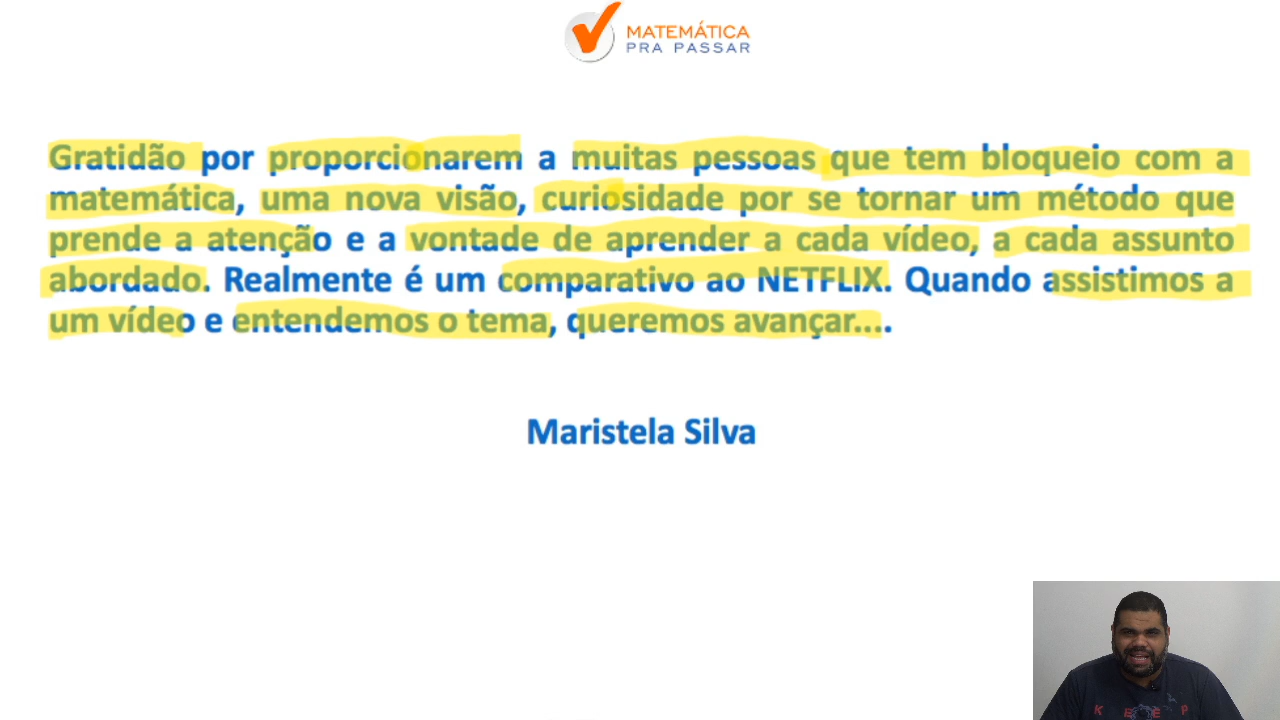 MATEMÁTICA
PRA PASSAR
Gratidão por proporcionarem a muitas pessoas que tem bloqueio com a
matemática, uma nova visão, curiosidade por se tornar um método que
prende a atenção e a vontade de aprender a cada vídeo, a cada assunto
abordado. Realmente é um comparativo ao NETFLIX. Quando assistimos a
um vídeo e entendemos o tema, queremos avançar....
Maristela Silva
KEEP